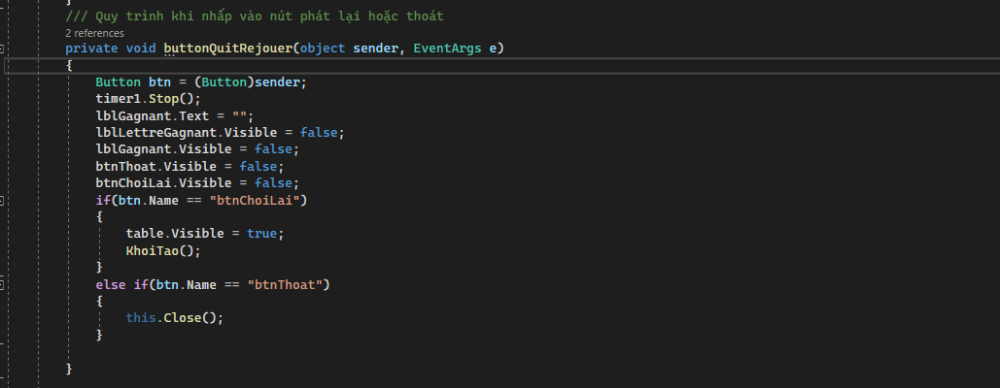 }
/// Quy trình khi nhấp vào nút phát lại hoặc thoát
2 references
private void buttonQuitRejouer(object sender, EventArgs e)
{
Button btn = (Button)sender;
timer1.Stop();
lblGagnant.Text = "";
lblLettreGagnant.Visible = false;
lblGagnant.Visible = false;
btnThoat.Visible = false;
btnChoiLai.Visible = false;
if(btn.Name == "btnChoiLai")
{
table.Visible = true;
KhoiTao();
}
else if(btn.Name == "btnThoat")
{
this.Close();
}
}